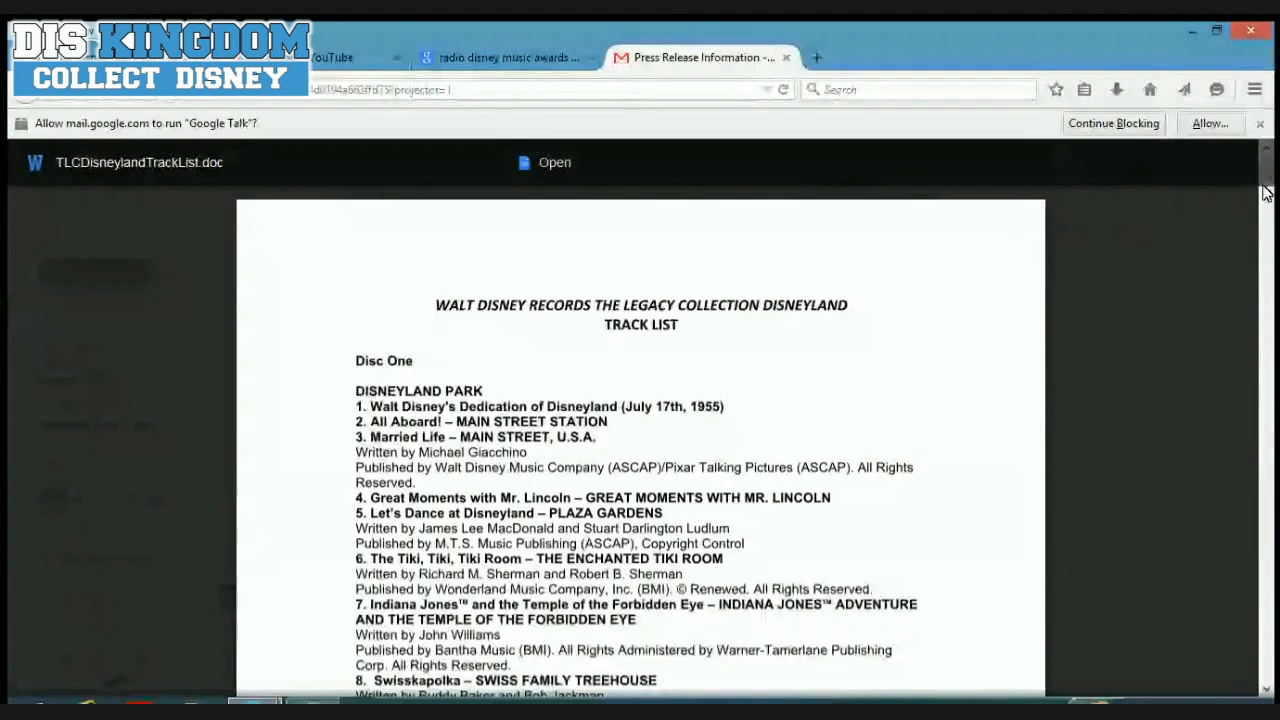 DIS KINGDOM
COLLECT DISNEY
YouTube
radio disney music awards ...
Press Release Information -...
Search
Allow mail.google.com to run "Google Talk"?
Continue Blocking
Allow...
TLCDisneylandTrackList.doc
Open
WALT DISNEY RECORDS THE LEGACY COLLECTION DISNEYLAND
TRACK LIST
Disc One
DISNEYLAND PARK
1. Walt Disney's Dedication of Disneyland (July 17th, 1955)
2. All Aboard! – MAIN STREET STATION
3. Married Life – MAIN STREET, U.S.A.
Written by Michael Giacchino
Published by Walt Disney Music Company (ASCAP)/Pixar Talking Pictures (ASCAP). All Rights
Reserved.
4. Great Moments with Mr. Lincoln – GREAT MOMENTS WITH MR. LINCOLN
5. Let's Dance at Disneyland – PLAZA GARDENS
Written by James Lee MacDonald and Stuart Darlington Ludlum
Published by M.T.S. Music Publishing (ASCAP), Copyright Control
6. The Tiki, Tiki, Tiki Room – THE ENCHANTED TIKI ROOM
Written by Richard M. Sherman and Robert B. Sherman
Published by Wonderland Music Company, Inc. (BMI). © Renewed. All Rights Reserved.
7. Indiana Jones™ and the Temple of the Forbidden Eye – INDIANA JONES™ ADVENTURE
AND THE TEMPLE OF THE FORBIDDEN EYE
Written by John Williams
Published by Bantha Music (BMI). All Rights Administered by Warner-Tamerlane Publishing
Corp. All Rights Reserved.
8. Swisskapolka – SWISS FAMILY TREEHOUSE
Written by Buddy Baker and Bob Jackman